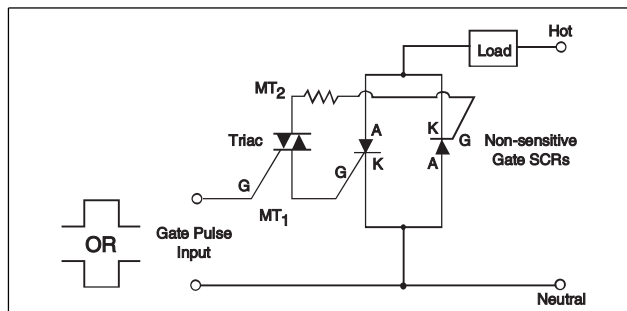 Hot
Load
MT2
Triac
A
K
G
K
G
A
Non-sensitive
Gate SCRs
G
MT1
OR
Gate Pulse
Input
Neutral